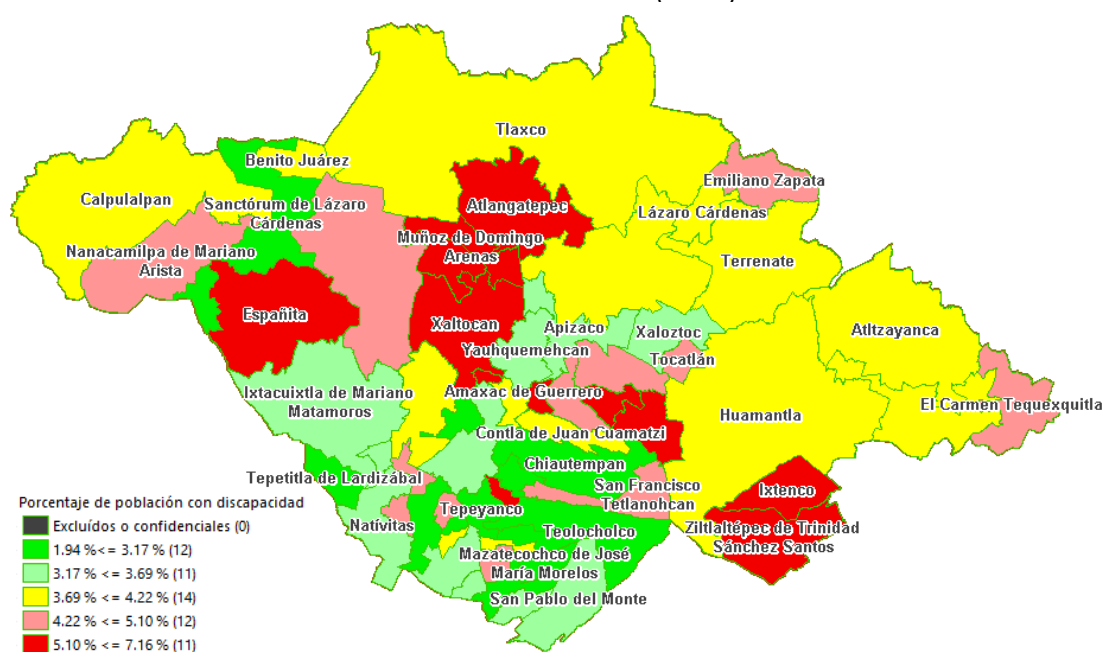 Tlaxco
Benito Juárez
Emiliano Zapata
Calpulalpan
Sanctórum de Lázaro
Cárdenas
Atlangatepec
Lázaro Cárdenas
Muñoz de Domingo
Arenas
Nanacamilpa de Mariano
Arista
Terrenate
Españita
Xaltocan
Apizaco
Xaloztoc
Atltzayanca
Yauhquemehcan
Tocatlán
Ixtacuixtla de Mariano
Matamoros
Amaxac de Guerrero
Huamantla
El Carmen Tequexquitla
Contla de Juan Cuamatzi
Chiautempan
Tepetitla de Lardizábal
San Francisco
Tetlanohcan
Ixtenco
Natívitas
Tepeyanco
Teolocholco
Ziltlaltépec de Trinidad
Sánchez Santos
Mazatecochco de José
María Morelos
San Pablo del Monte
Porcentaje de población con discapacidad
Excluídos o confidenciales (0)
1.94 %<= 3.17 % (12)
3.17 % <= 3.69 % (11)
3.69 % <= 4.22 % (14)
4.22 % <= 5.10 % (12)
5.10 % <= 7.16 % (11)